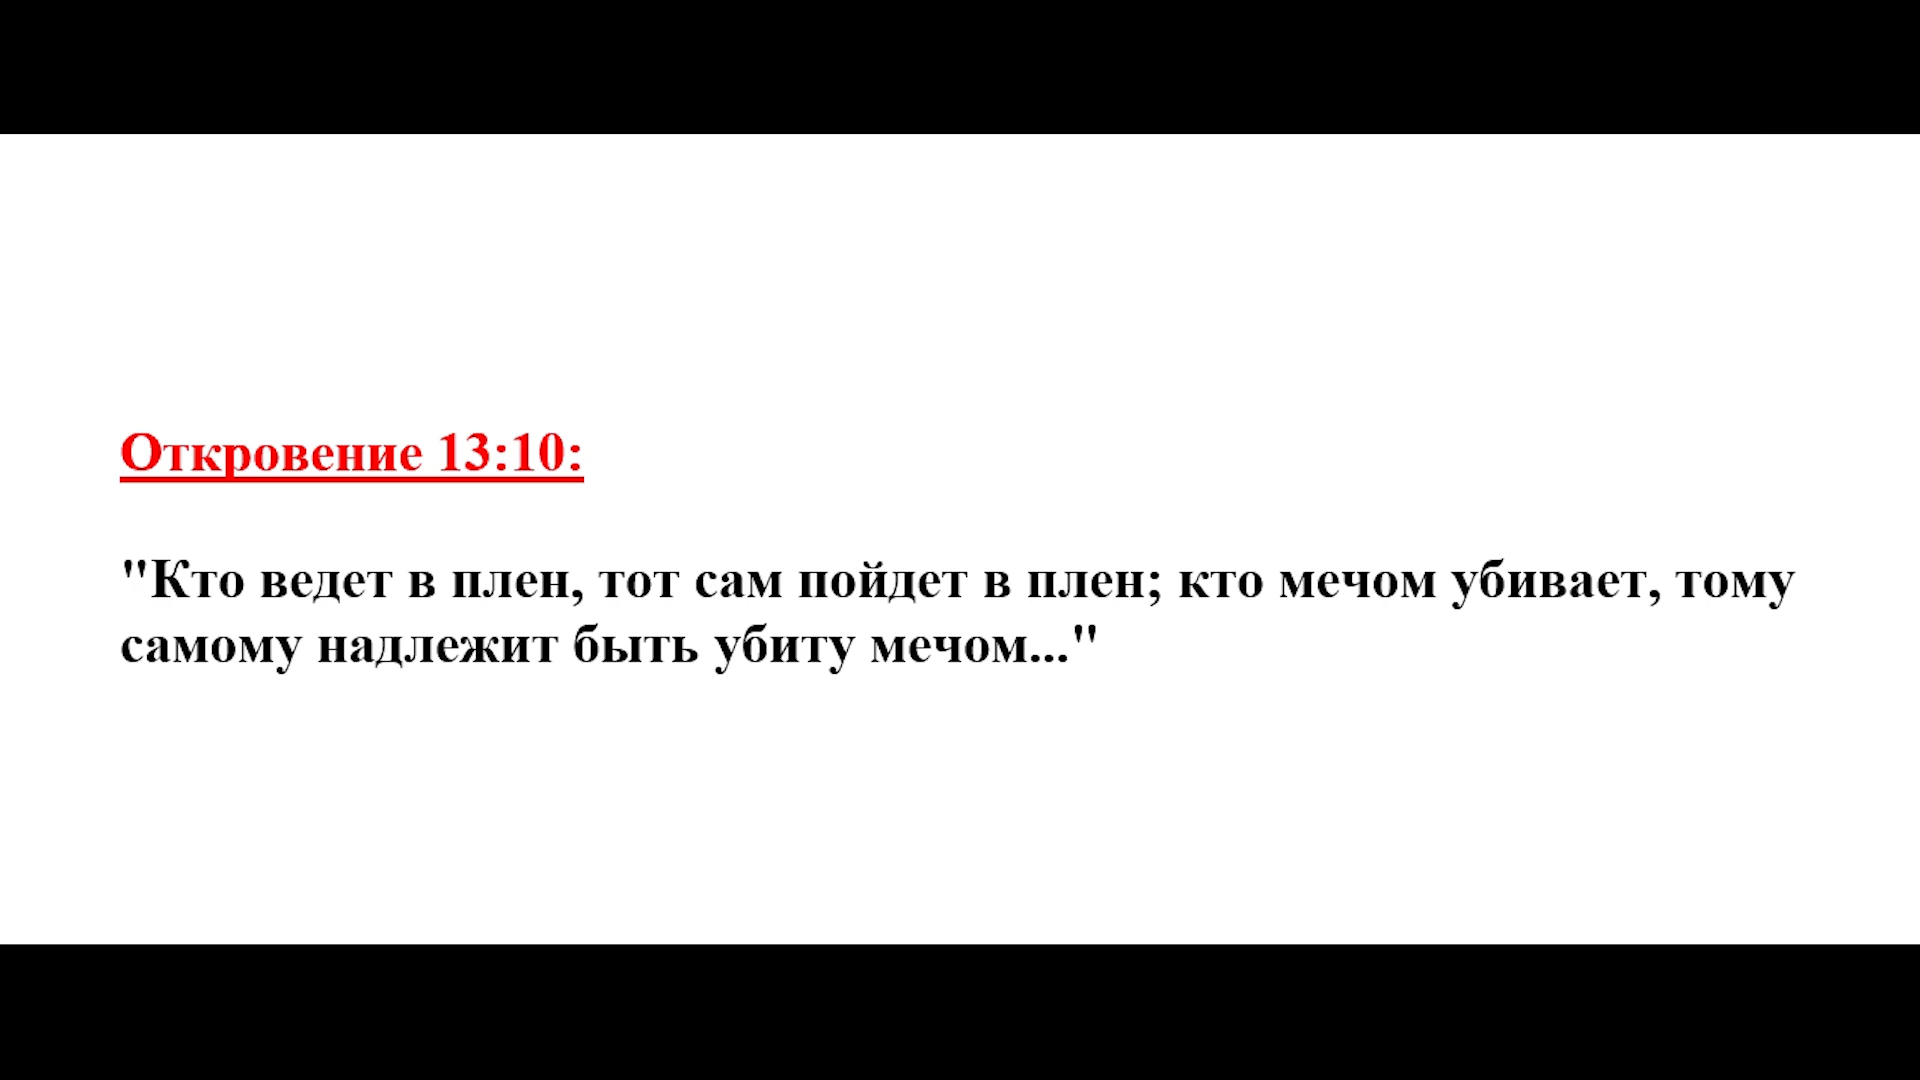 Откровение 13:10:
"Кто ведет в плен, тот сам пойдет в плен; кто мечом убивает, тому
самому надлежит быть убиту мечом..."